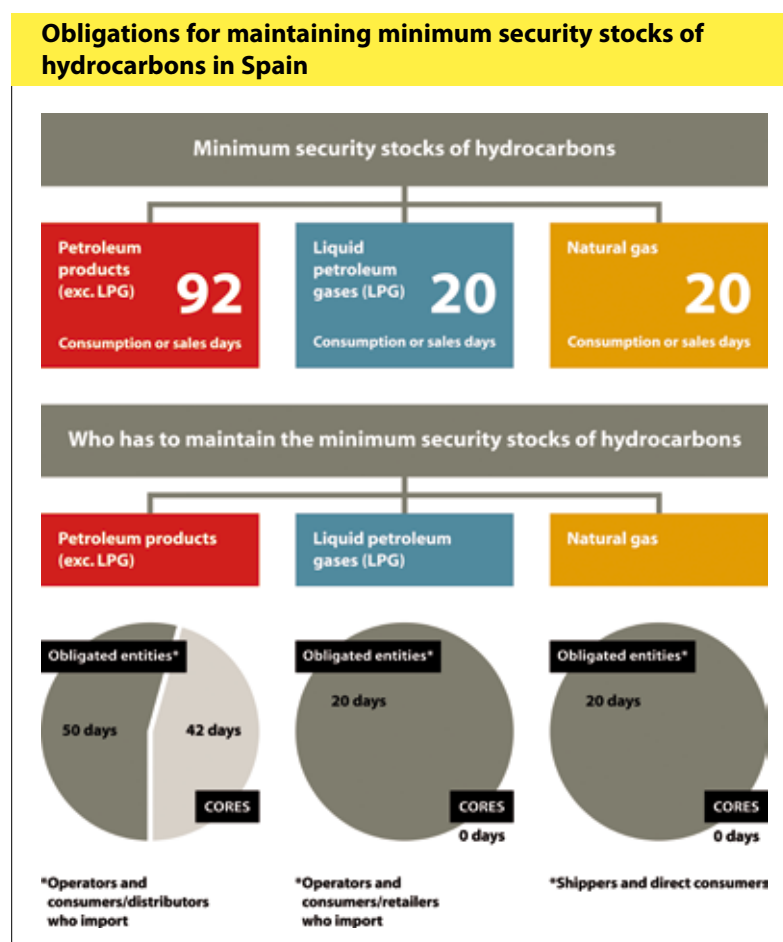 Obligations for maintaining minimum security stocks of
hydrocarbons in Spain
Minimum security stocks of hydrocarbons
Petroleum
products
(exc. LPG)
92
Consumption or sales days
Liquid
petroleum
gases (LPG)
20
Consumption or sales days
Natural gas
20
Consumption or sales days
Who has to maintain the minimum security stocks of hydrocarbons
Petroleum products
(exc. LPG)
Liquid petroleum
gases (LPG)
Natural gas
Obligated entities*
50 days
42 days
CORES
Obligated entities*
20 days
CORES
0 days
Obligated entities*
20 days
CORES
0 days
*Operators and
consumers/distributors
who import
*Operators and
consumers/retailers
who import
*Shippers and direct consumers